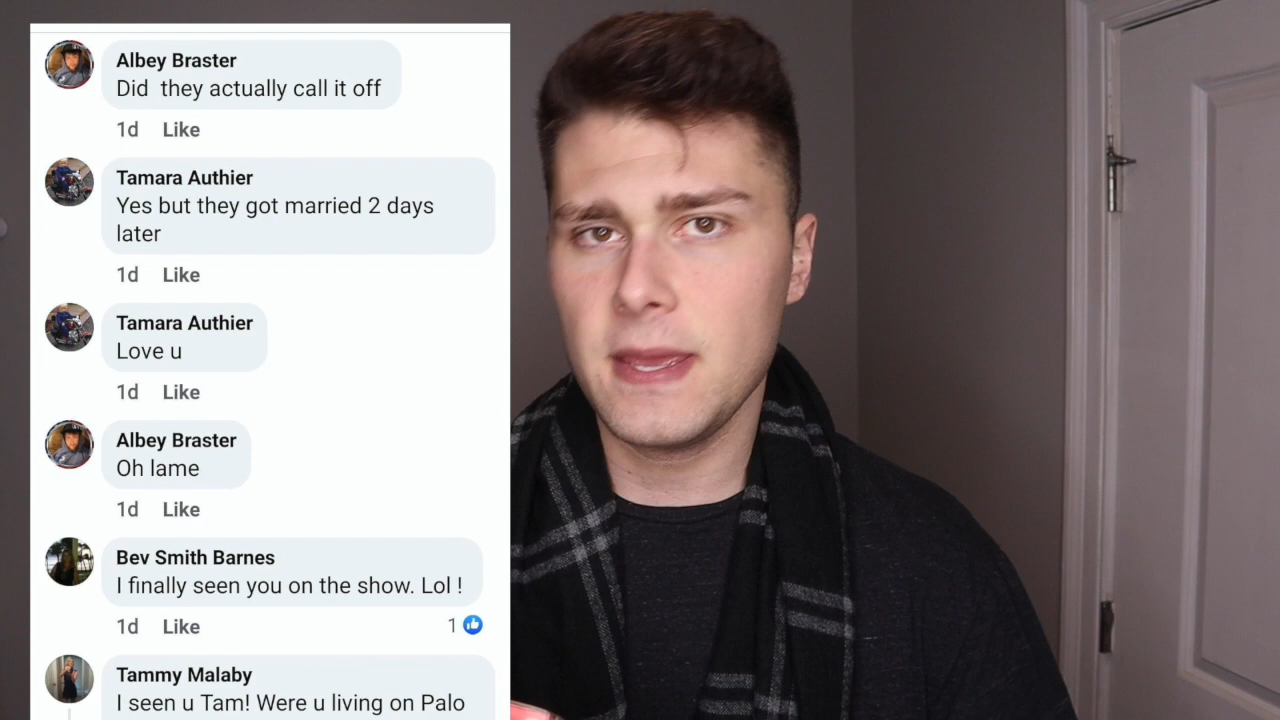 Albey Braster
Did they actually call it off
1d Like
Tamara Authier
Yes but they got married 2 days
later
1d Like
Tamara Authier
Love u
1d Like
Albey Braster
Oh lame
1d Like
Bev Smith Barnes
I finally seen you on the show. Lol !
1d Like 1
Tammy Malaby
I seen u Tam! Were u living on Palo